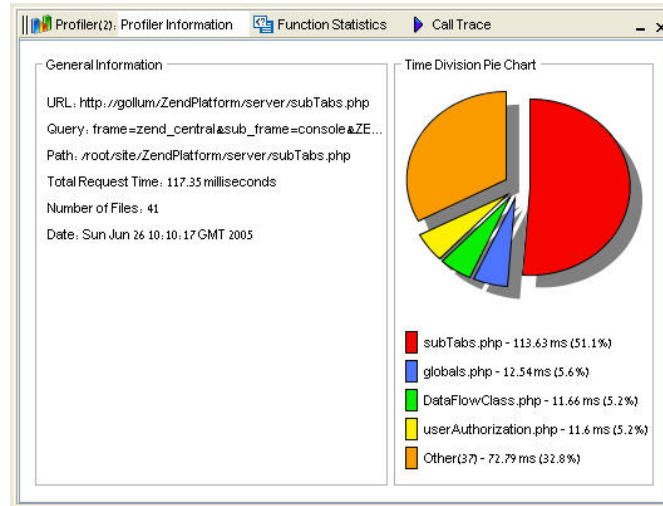 Profiler(2): Profiler Information Function Statistics Call Trace
General Information
URL: http://gollum/ZendPlatform/server/subTabs.php
Query: frame=zend_central&sub_frame=console&ZE...
Path: /root/site/ZendPlatform/server/subTabs.php
Total Request Time: 117.35 milliseconds
Number of Files: 41
Date: Sun Jun 26 10:10:17 GMT 2005
Time Division Pie Chart
subTabs.php - 113.63 ms (51.1%)
globals.php - 12.54 ms (5.6%)
DataFlowClass.php - 11.66 ms (5.2%)
userAuthorization.php - 11.6 ms (5.2%)
Other(37) - 72.79 ms (32.8%)